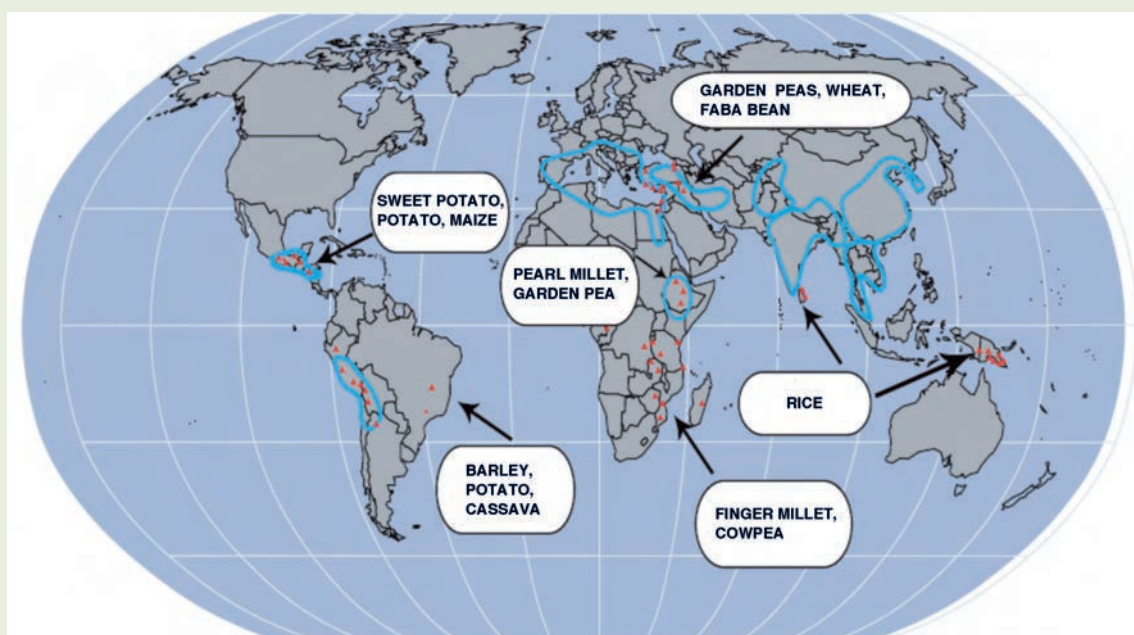 GARDEN PEAS, WHEAT,
FABA BEAN
SWEET POTATO,
POTATO, MAIZE
PEARL MILLET,
GARDEN PEA
RICE
BARLEY,
POTATO,
CASSAVA
FINGER MILLET,
COWPEA